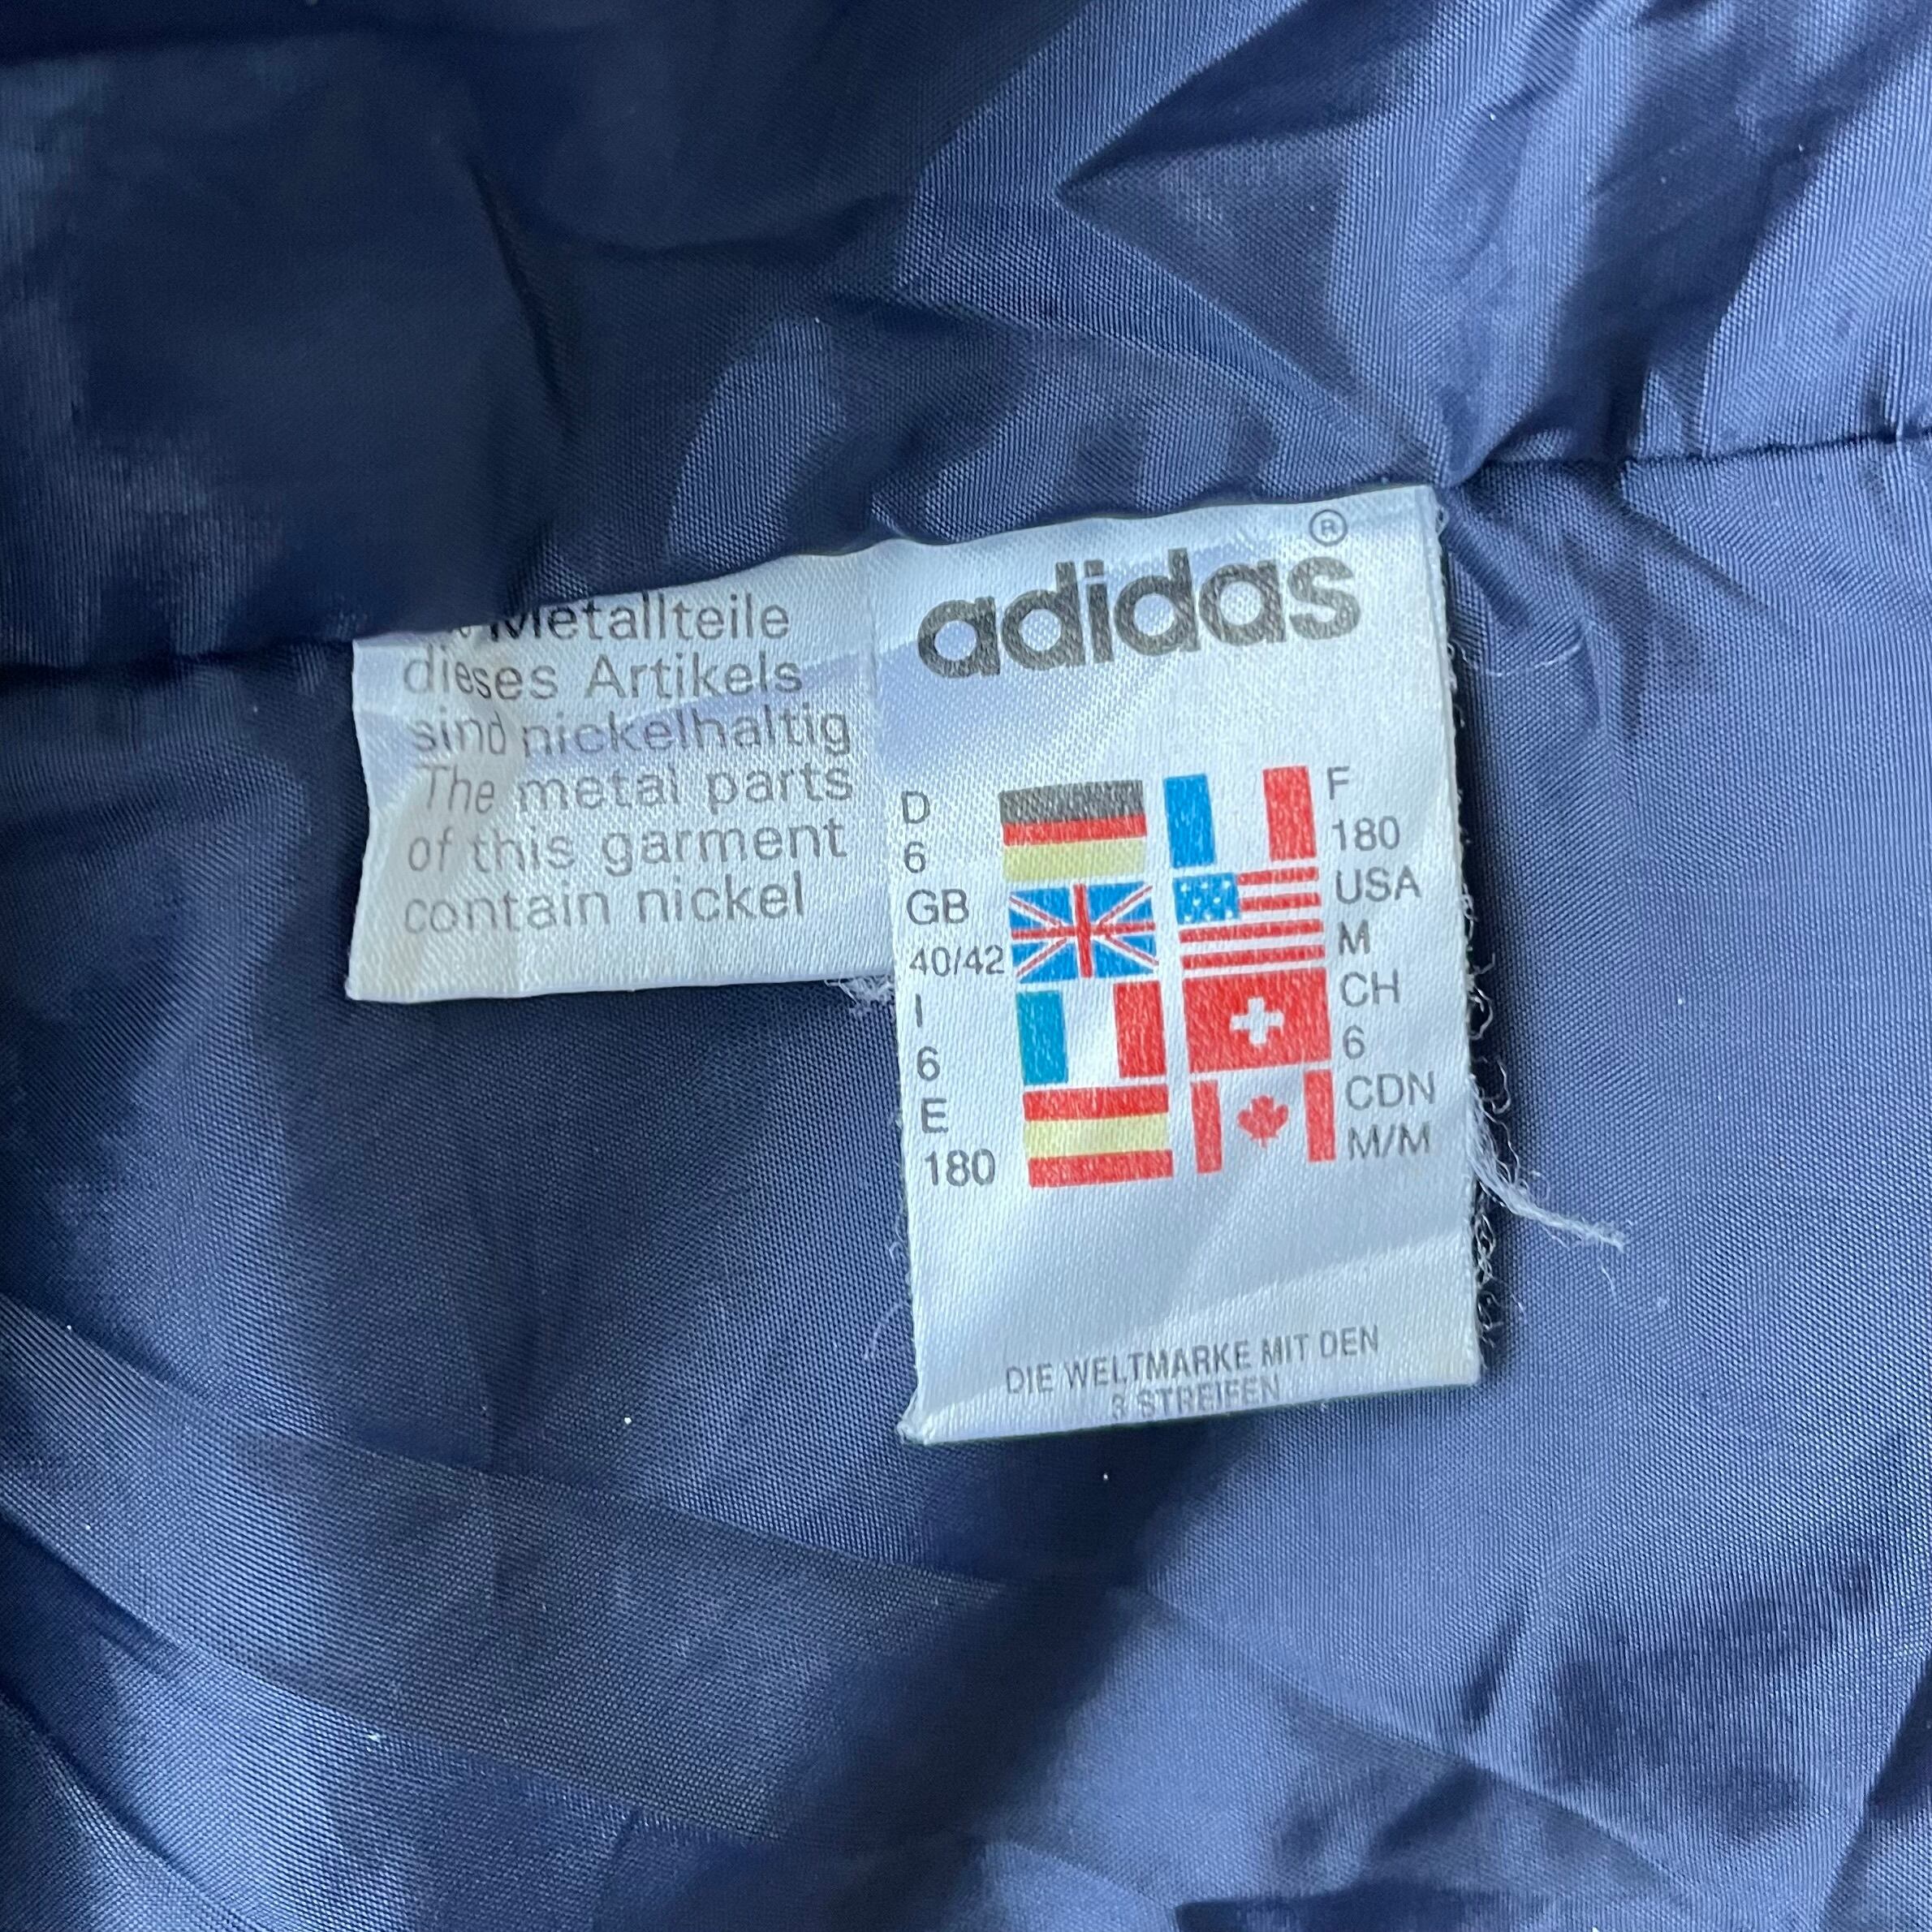 Metallteile
dieses Artikels
sind nickelhaltig
The metal parts
of this garment
contain nickel
adidas®
D
6
GB
40/42
I
6
E
180
F
180
USA
M
CH
6
CDN
M/M
DIE WELTMARKE MIT DEN
3 STREIFEN